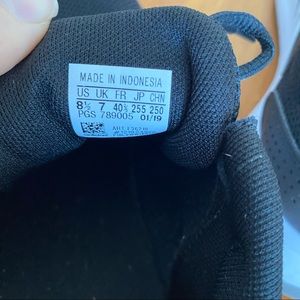 MADE IN INDONESIA
US UK FR JP CHN
8½ 7 40⅔ 255 250
PGS 789005 01/19